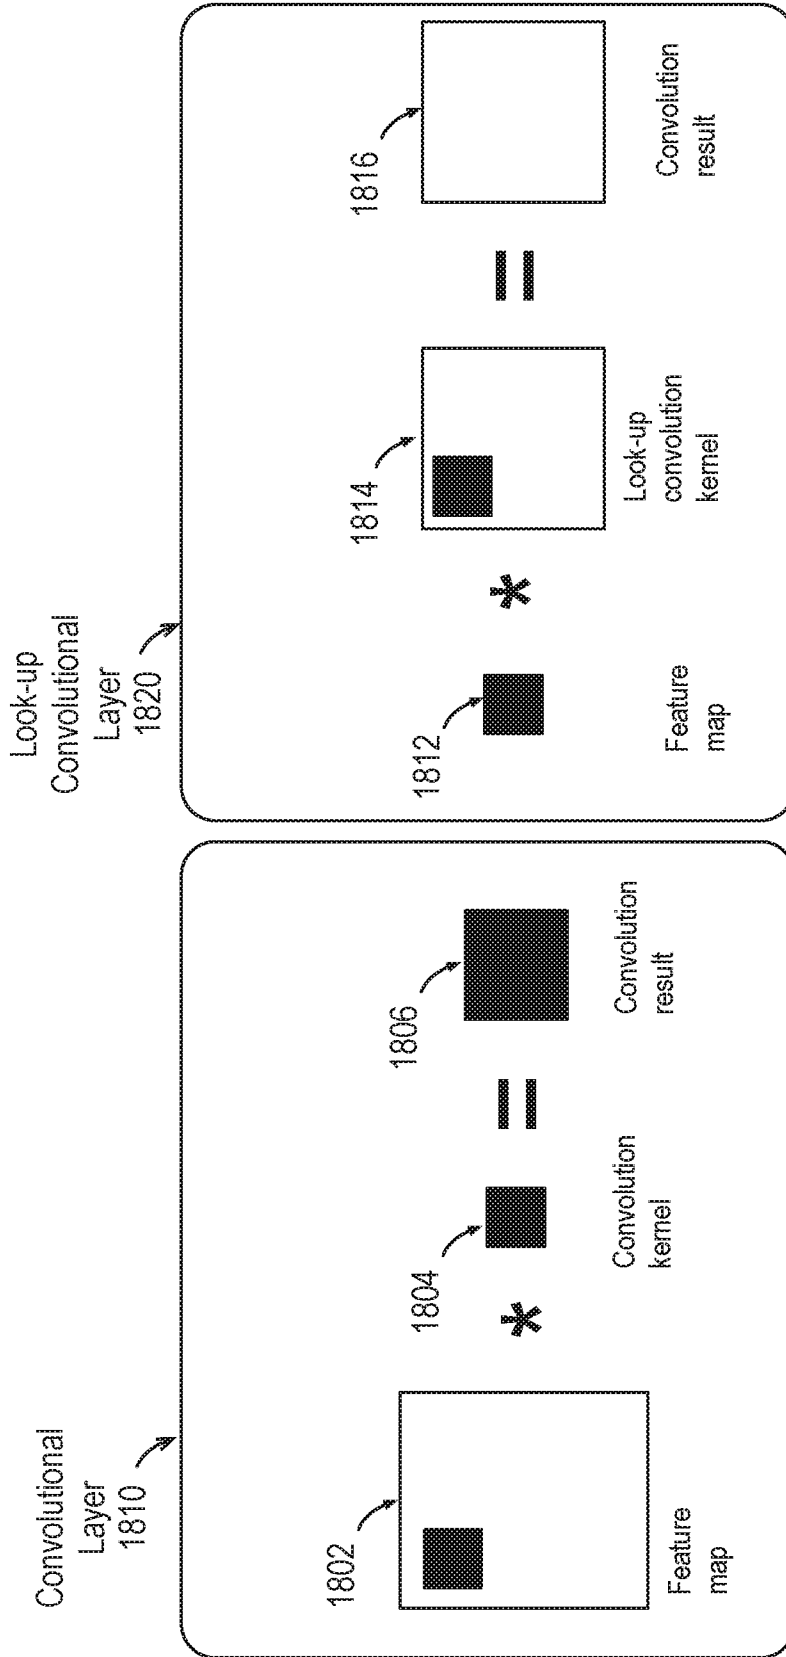 Convolutional
Layer
1810
1802
Feature
map
*
1804
Convolution
kernel
=
1806
Convolution
result
Look-up
Convolutional
Layer
1820
1812
Feature
map
*
1814
Look-up
convolution
kernel
=
1816
Convolution
result